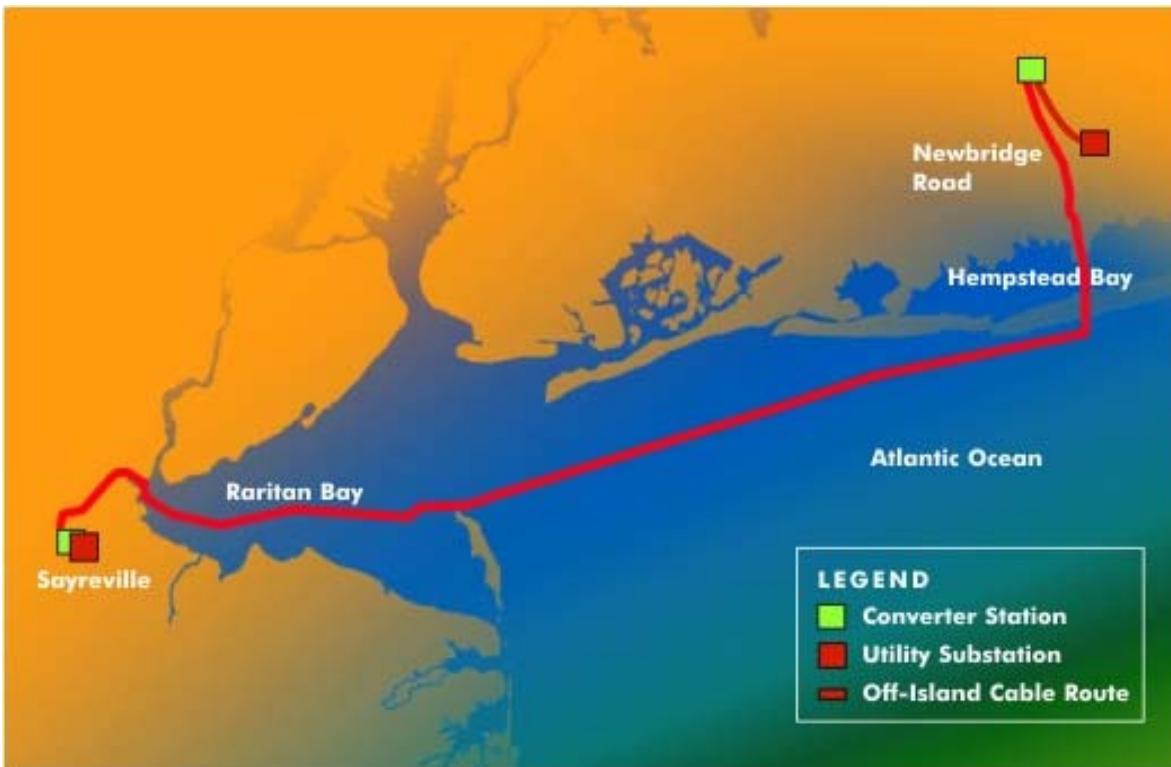 Newbridge
Road
Hempstead Bay
Atlantic Ocean
Raritan Bay
Sayreville
LEGEND
Converter Station
Utility Substation
Off-Island Cable Route